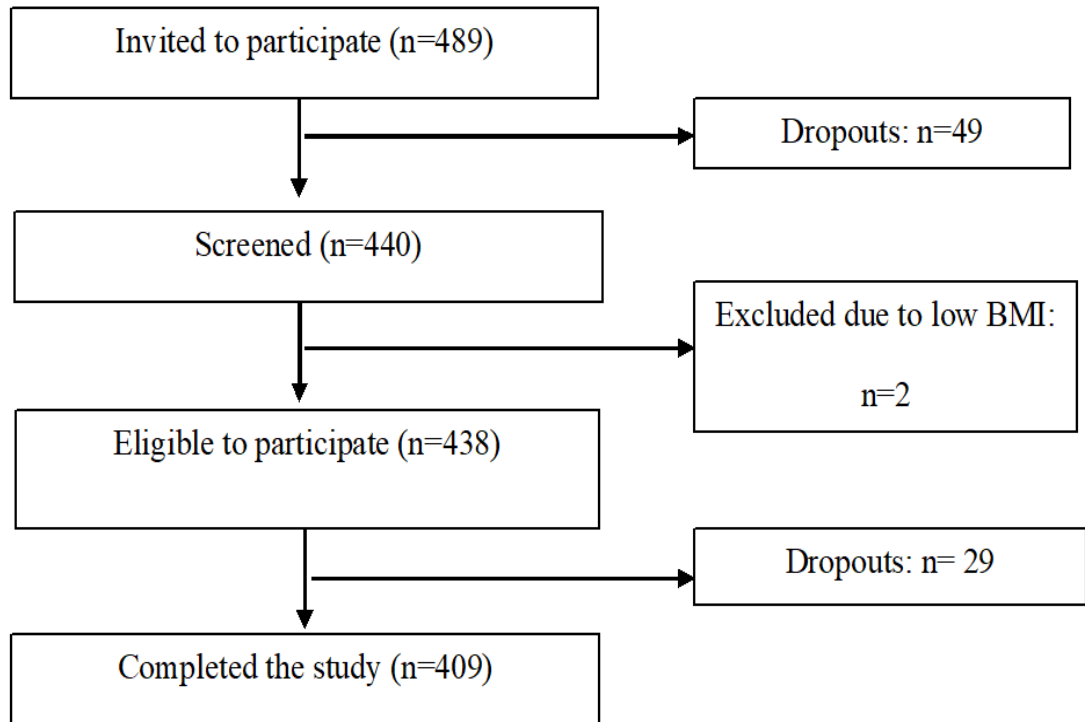 Invited to participate (n=489)
Dropouts: n=49
Screened (n=440)
Excluded due to low BMI:
n=2
Eligible to participate (n=438)
Dropouts: n= 29
Completed the study (n=409)